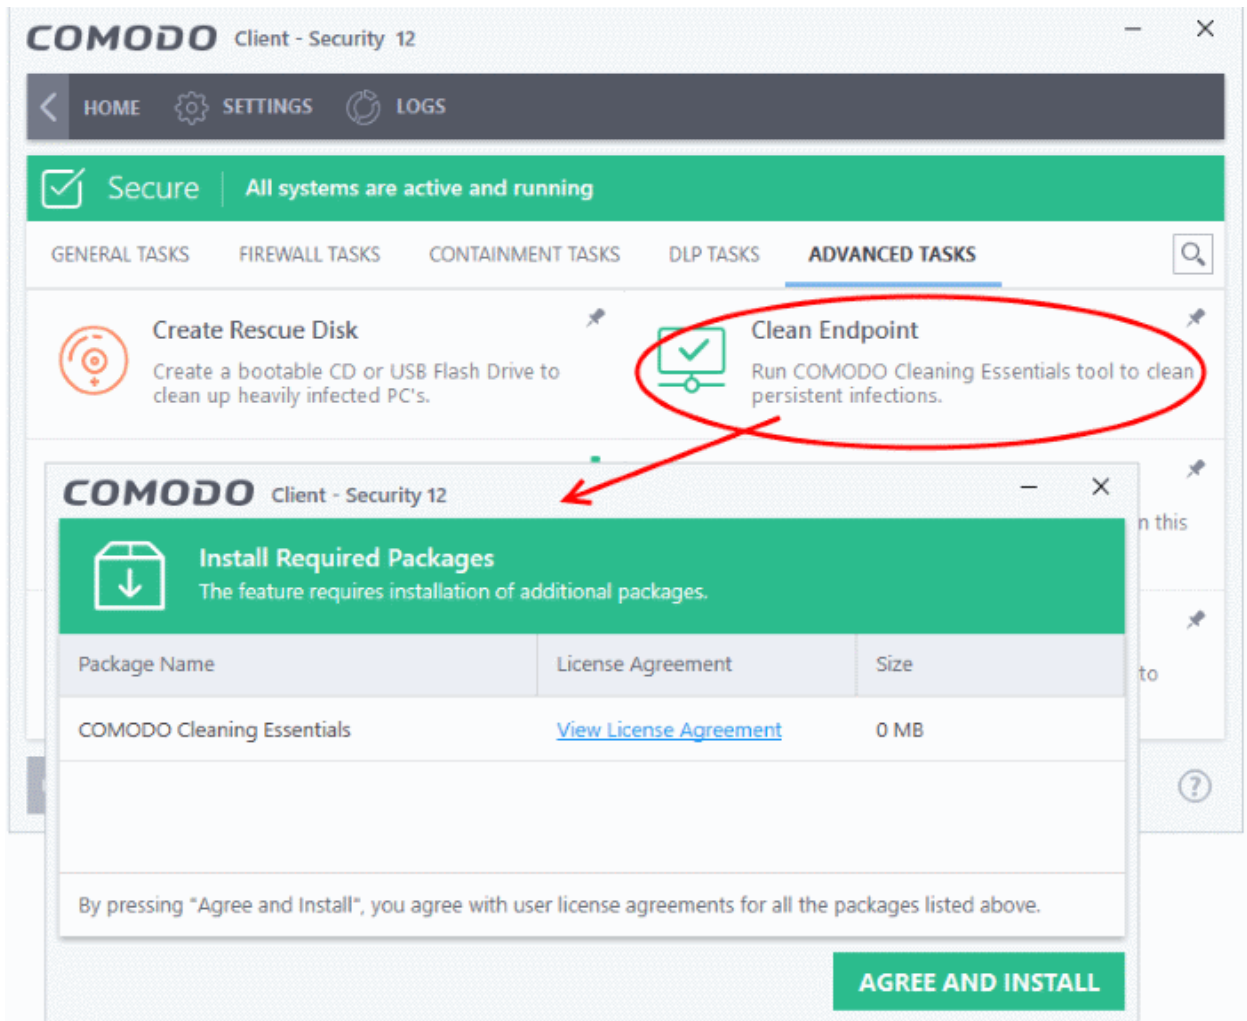 COMODO Client - Security 12
HOME SETTINGS LOGS
Secure All systems are active and running
GENERAL TASKS FIREWALL TASKS CONTAINMENT TASKS DLP TASKS ADVANCED TASKS
Create Rescue Disk
Create a bootable CD or USB Flash Drive to
clean up heavily infected PC's.
Clean Endpoint
Run COMODO Cleaning Essentials tool to clean
persistent infections.
n this
to
COMODO Client - Security 12
Install Required Packages
The feature requires installation of additional packages.
Package Name License Agreement Size
COMODO Cleaning Essentials View License Agreement 0 MB
By pressing "Agree and Install", you agree with user license agreements for all the packages listed above.
AGREE AND INSTALL